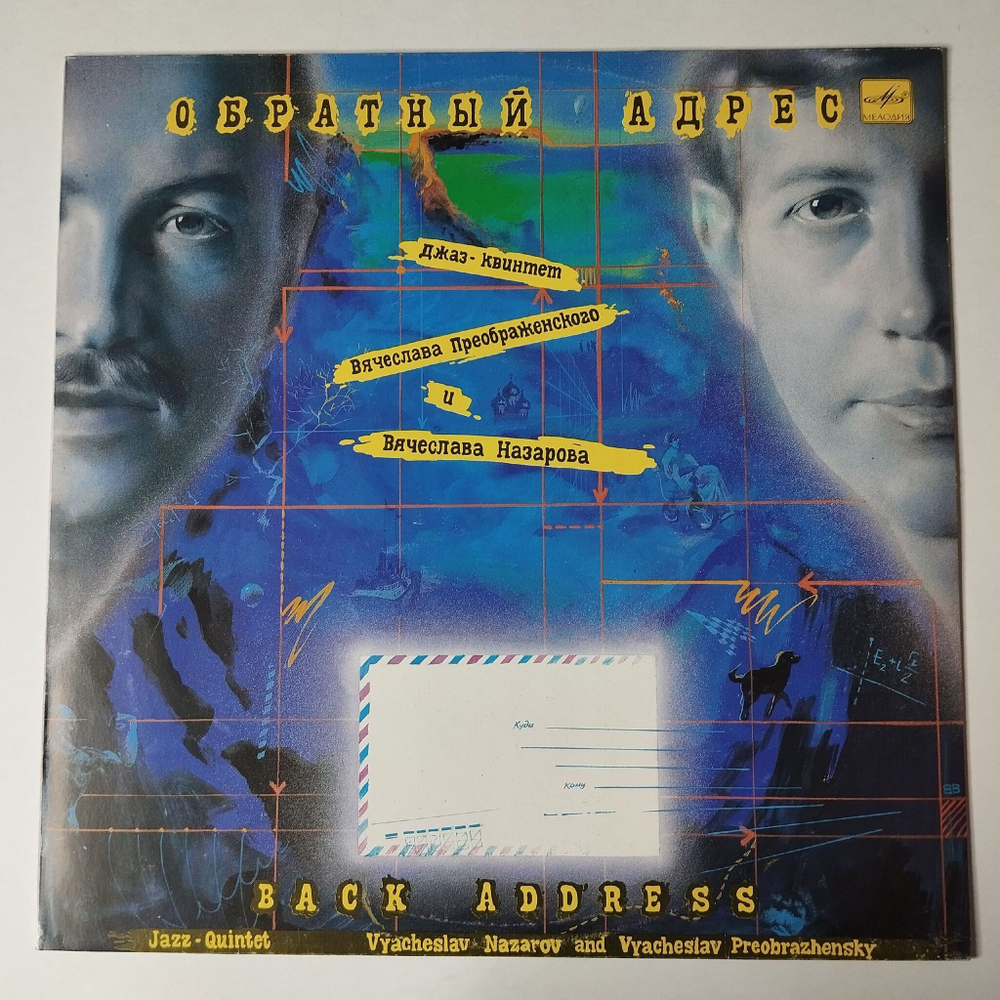 ОБРАТНЫЙ АДРЕС
МЕЛОДИЯ
Джаз-квинтет
Вячеслава Преображенского
и
Вячеслава Назарова
Куда
Кому
ВВ
BACK ADDRESS
Jazz-Quintet Vyacheslav Nazarov and Vyacheslav Preobrazhensky